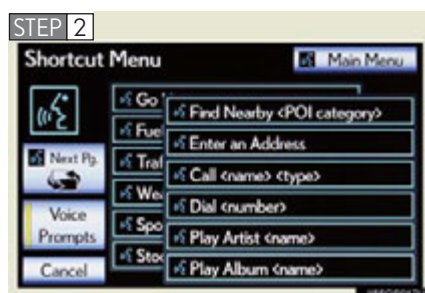 STEP 2
Shortcut Menu
Main Menu
Go
Find Nearby <POI category>
Fuel
Enter an Address
Next Pg.
Traf
Call <name> <type>
Wea
Dial <number>
Voice
Prompts
Spo
Play Artist <name>
Cancel
Stoc
Play Album <name>